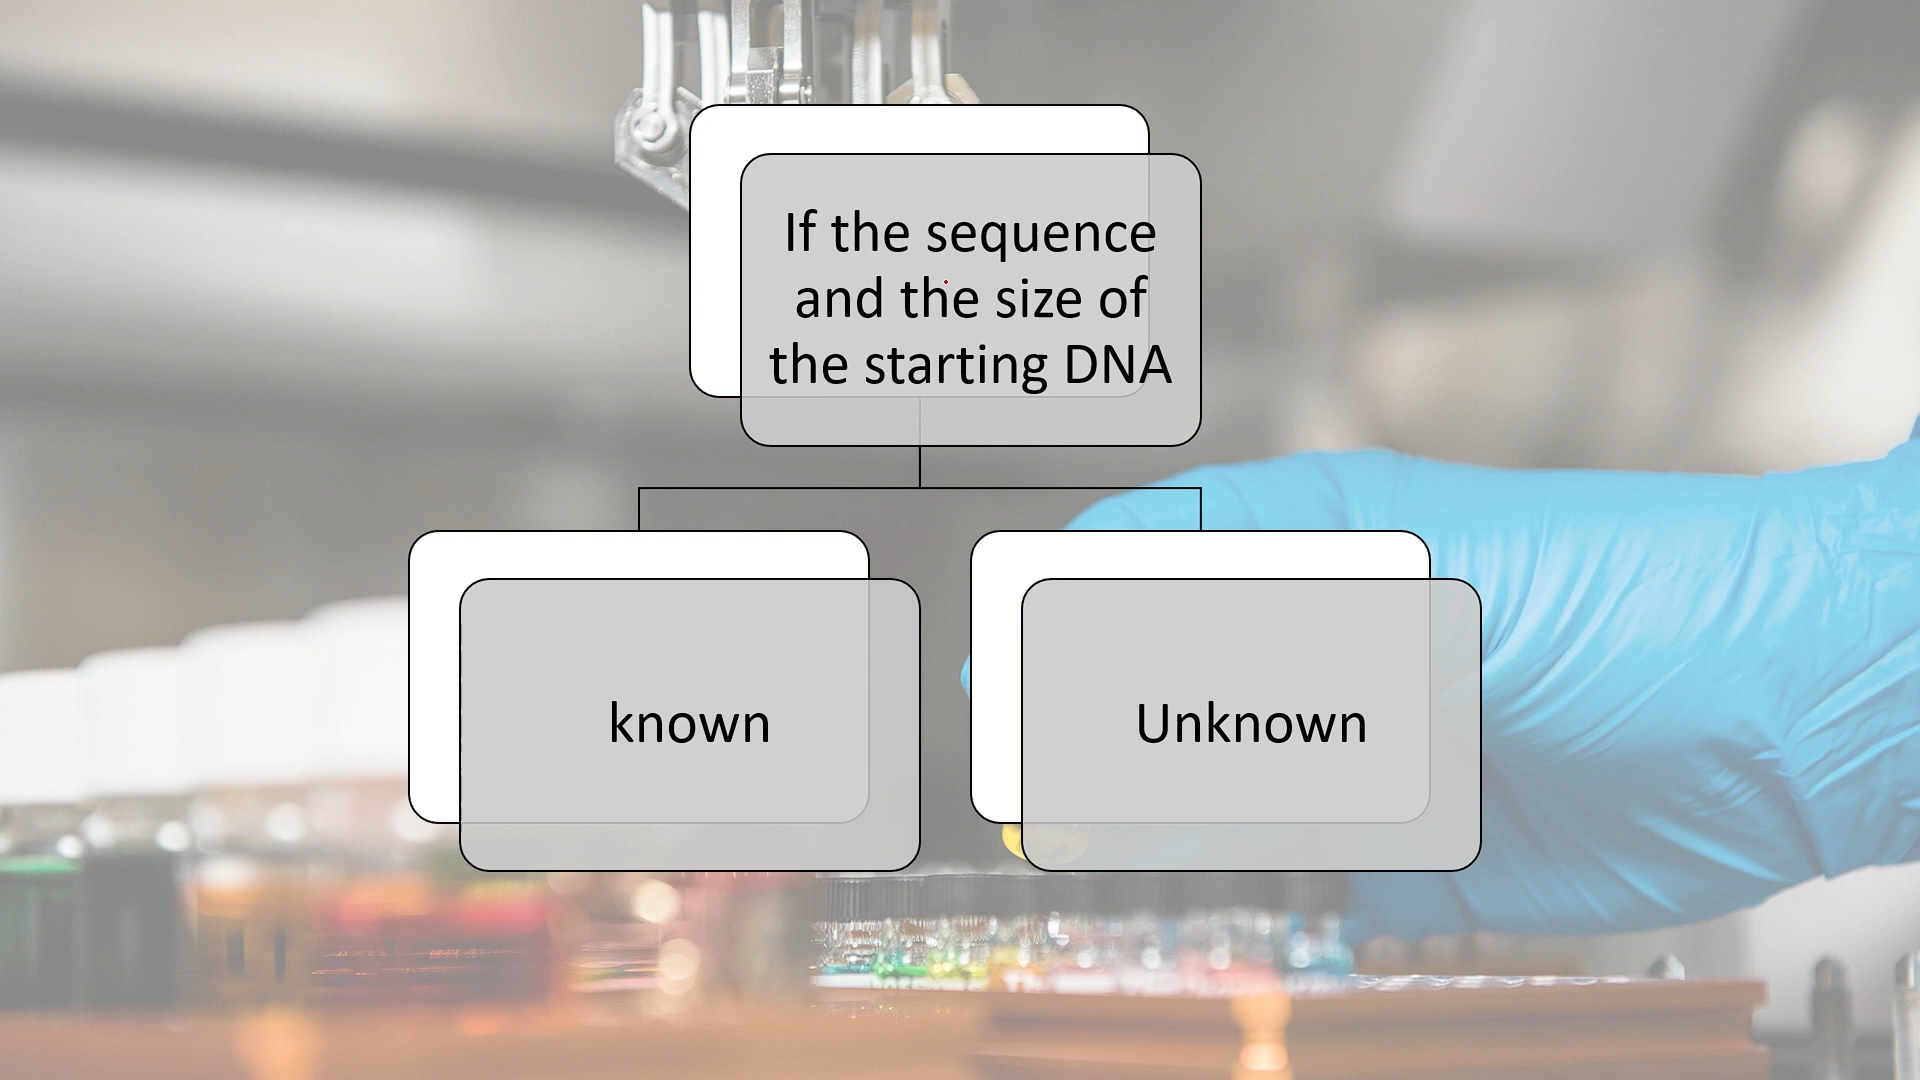 If the sequence
and the size of
the starting DNA
known
Unknown